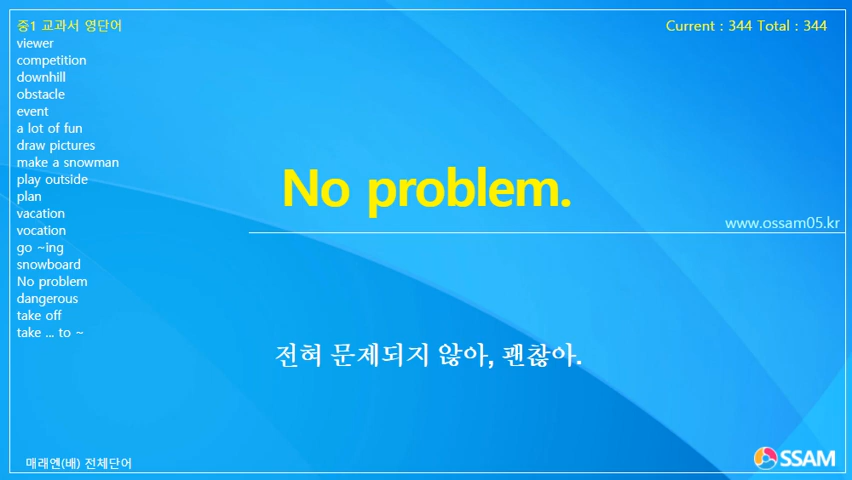 중1 교과서 영단어
Current : 344 Total : 344
viewer
competition
downhill
obstacle
event
a lot of fun
draw pictures
make a snowman
play outside
plan
vacation
vocation
go ~ing
snowboard
No problem
dangerous
take off
take ... to ~
No problem.
www.ossam05.kr
전혀 문제되지 않아, 괜찮아.
매래엔(배) 전체단어
OSSAM